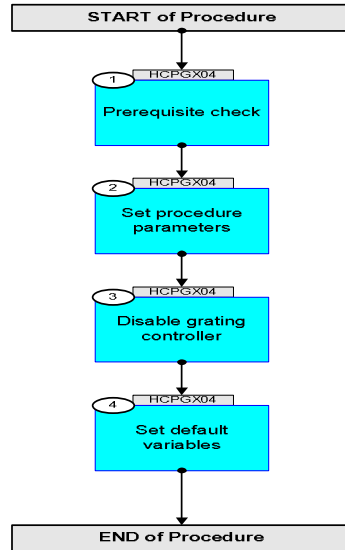 START of Procedure
HCPGX04
1
Prerequisite check
HCPGX04
2
Set procedure
parameters
HCPGX04
3
Disable grating
controller
HCPGX04
4
Set default
variables
END of Procedure